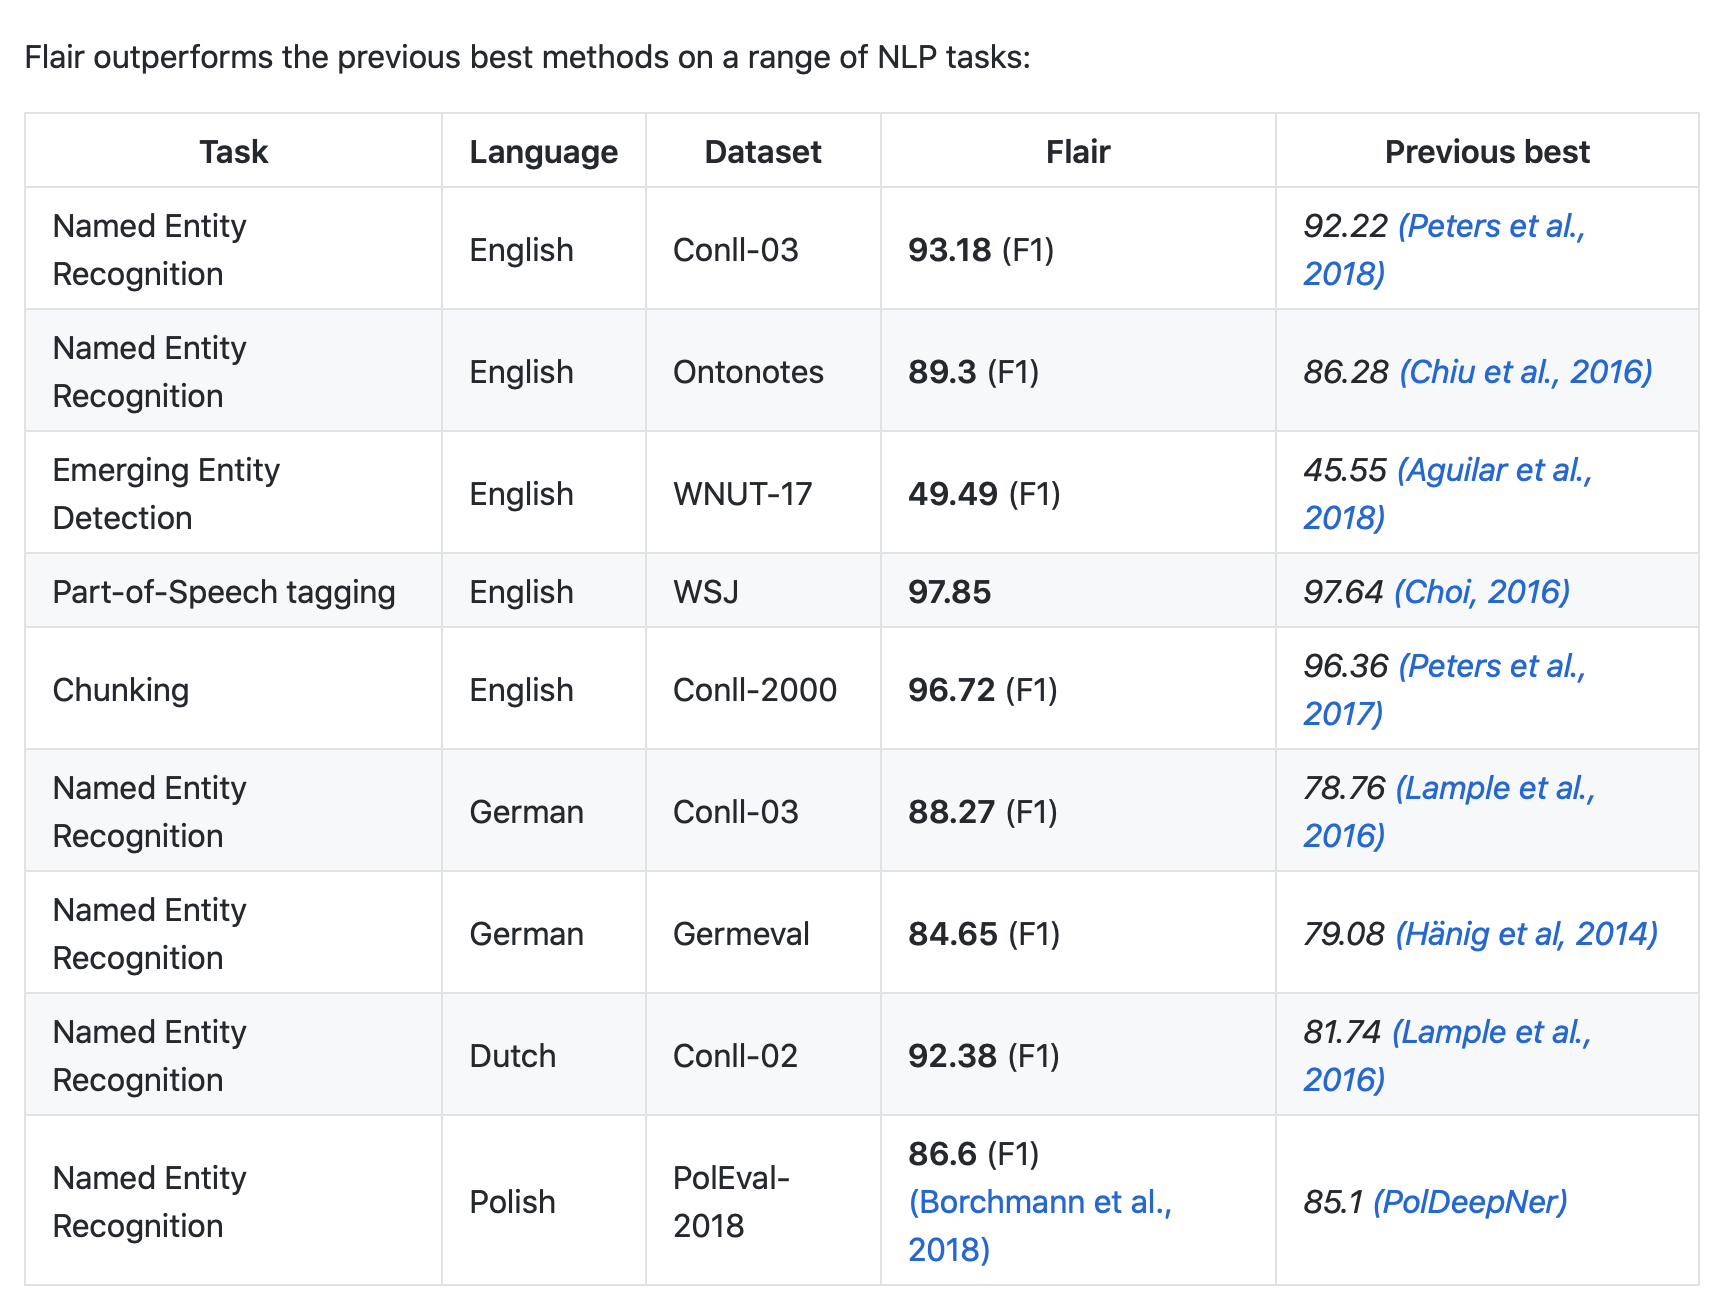 Flair outperforms the previous best methods on a range of NLP tasks:
Task Language Dataset Flair Previous best
Named Entity
Recognition
English
Conll-03
93.18 (F1)
92.22 (Peters et al.,
2018)
Named Entity
Recognition
English
Ontonotes
89.3 (F1)
86.28 (Chiu et al., 2016)
Emerging Entity
Detection
English
WNUT-17
49.49 (F1)
45.55 (Aguilar et al.,
2018)
Part-of-Speech tagging
English
WSJ
97.85
97.64 (Choi, 2016)
Chunking
English
Conll-2000
96.72 (F1)
96.36 (Peters et al.,
2017)
Named Entity
Recognition
German
Conll-03
88.27 (F1)
78.76 (Lample et al.,
2016)
Named Entity
Recognition
German
Germeval
84.65 (F1)
79.08 (Hänig et al, 2014)
Named Entity
Recognition
Dutch
Conll-02
92.38 (F1)
81.74 (Lample et al.,
2016)
Named Entity
Recognition
Polish
PolEval-
2018
86.6 (F1)
(Borchmann et al.,
2018)
85.1 (PolDeepNer)